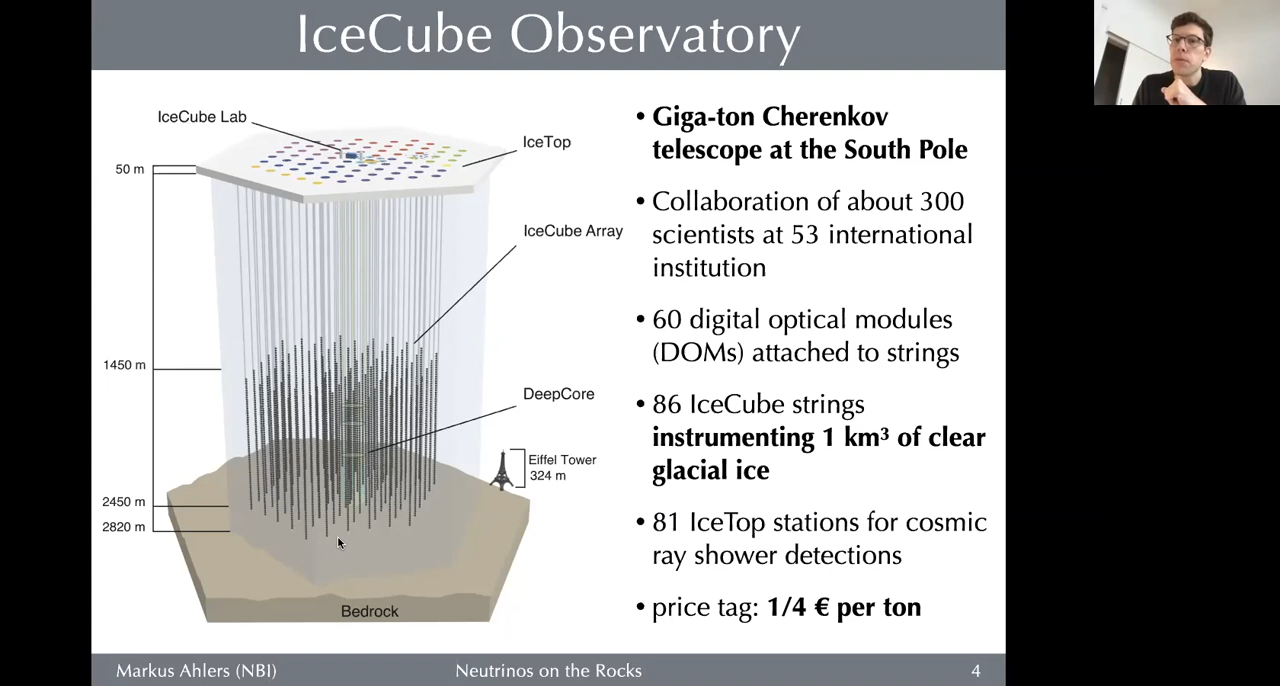 IceCube Observatory
IceCube Lab
IceTop
50 m
IceCube Array
1450 m
DeepCore
Eiffel Tower
324 m
2450 m
2820 m
Bedrock
• Giga-ton Cherenkov
telescope at the South Pole
• Collaboration of about 300
scientists at 53 international
institution
• 60 digital optical modules
(DOMs) attached to strings
• 86 IceCube strings
instrumenting 1 km³ of clear
glacial ice
• 81 IceTop stations for cosmic
ray shower detections
• price tag: 1/4 € per ton
Markus Ahlers (NBI)
Neutrinos on the Rocks
4